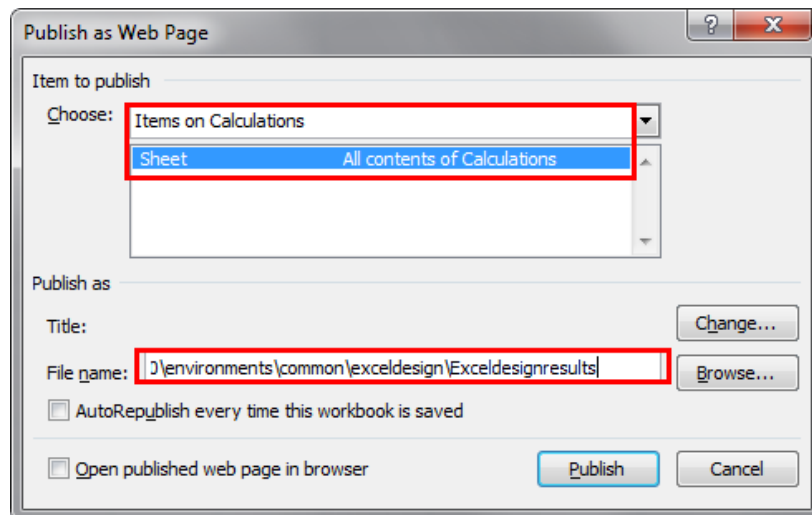 Publish as Web Page
Item to publish
Choose: Items on Calculations
Sheet All contents of Calculations
Publish as
Title: Change...
File name: \environments\common\exceldesign\Exceldesignresults Browse...
AutoRepublish every time this workbook is saved
Open published web page in browser Publish Cancel